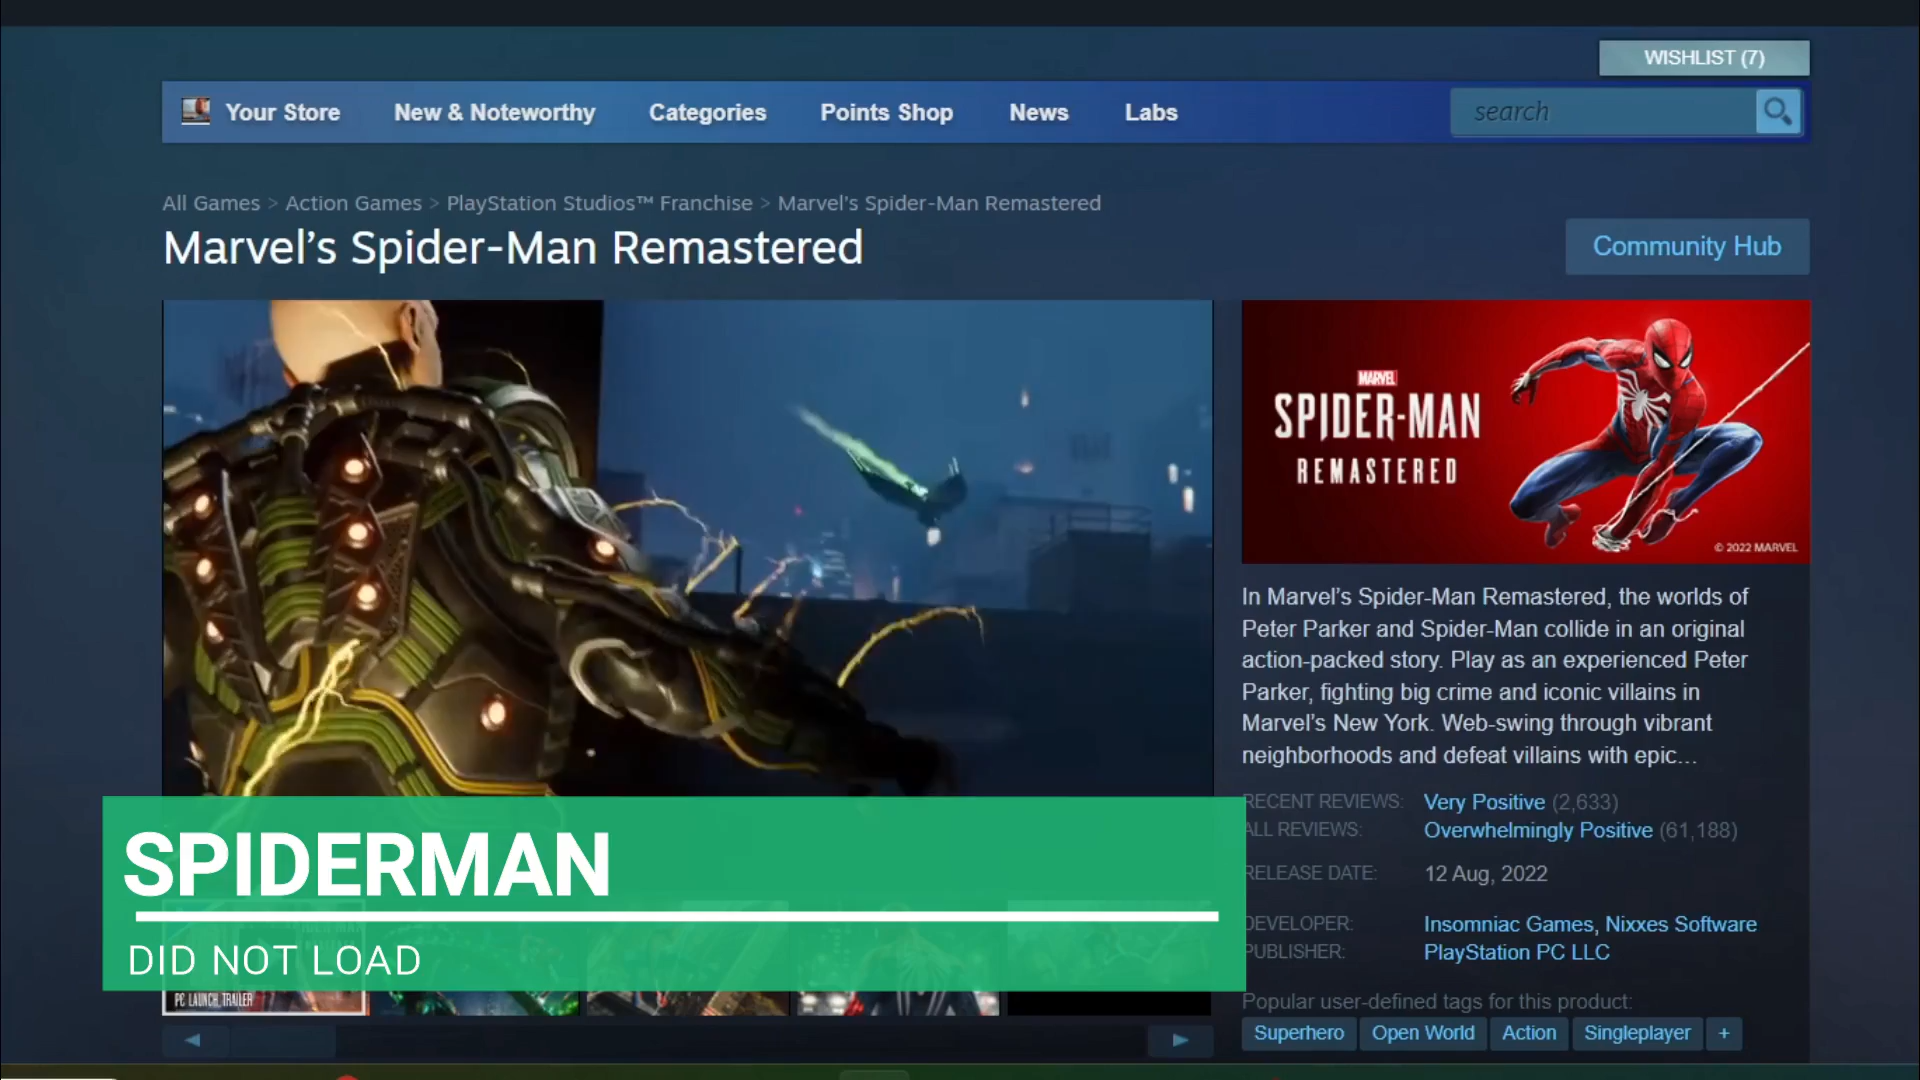 WISHLIST (7)
Your Store New & Noteworthy Categories Points Shop News Labs search
All Games > Action Games > PlayStation Studios™ Franchise > Marvel's Spider-Man Remastered
Marvel's Spider-Man Remastered
Community Hub
MARVEL
SPIDER-MAN
REMASTERED
© 2022 MARVEL
In Marvel's Spider-Man Remastered, the worlds of
Peter Parker and Spider-Man collide in an original
action-packed story. Play as an experienced Peter
Parker, fighting big crime and iconic villains in
Marvel's New York. Web-swing through vibrant
neighborhoods and defeat villains with epic...
RECENT REVIEWS: Very Positive (2,633)
ALL REVIEWS: Overwhelmingly Positive (61,188)
RELEASE DATE: 12 Aug, 2022
DEVELOPER: Insomniac Games, Nixxes Software
PUBLISHER: PlayStation PC LLC
Popular user-defined tags for this product:
Superhero Open World Action Singleplayer +
SPIDERMAN
DID NOT LOAD
PC LAUNCH TRAILER